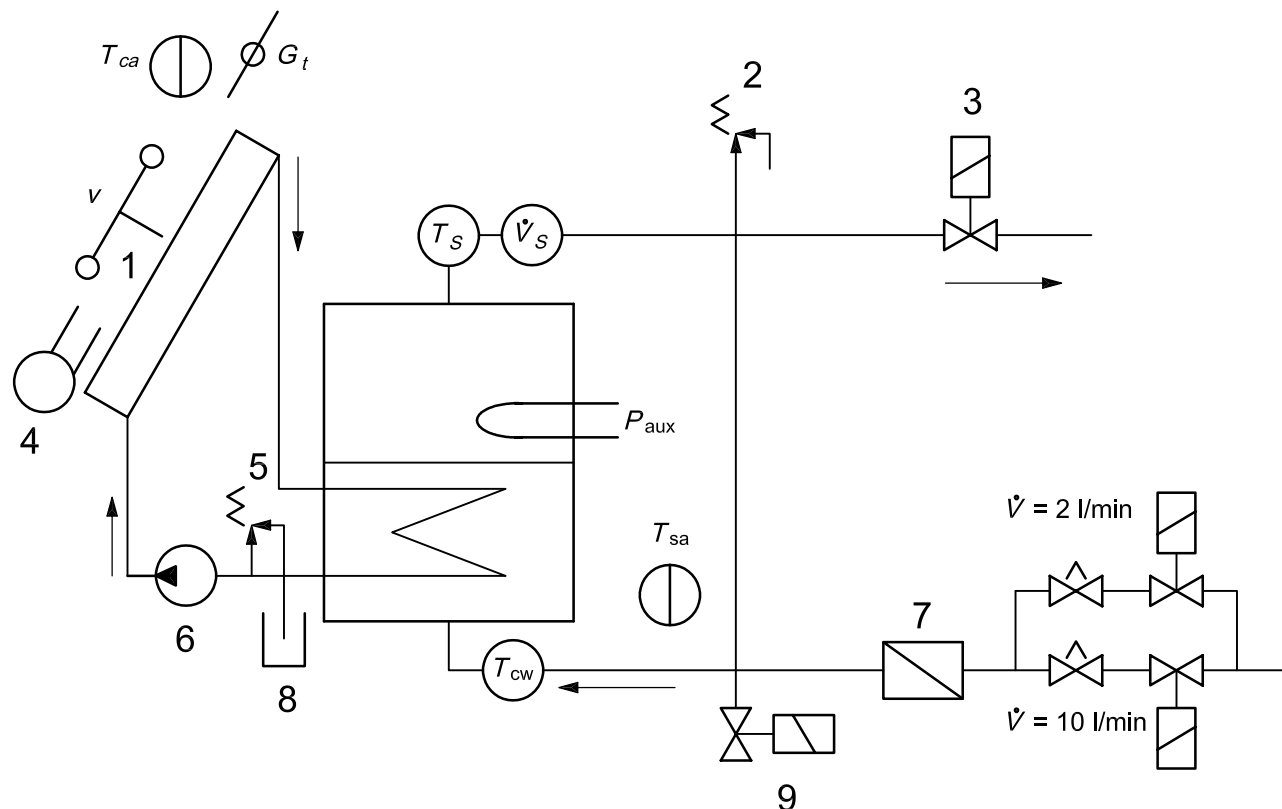 T_ca
G_t
2
3
v
1
T_S
V̇_S
4
P_aux
5
V̇ = 2 l/min
T_sa
7
6
T_cw
8
V̇ = 10 l/min
9